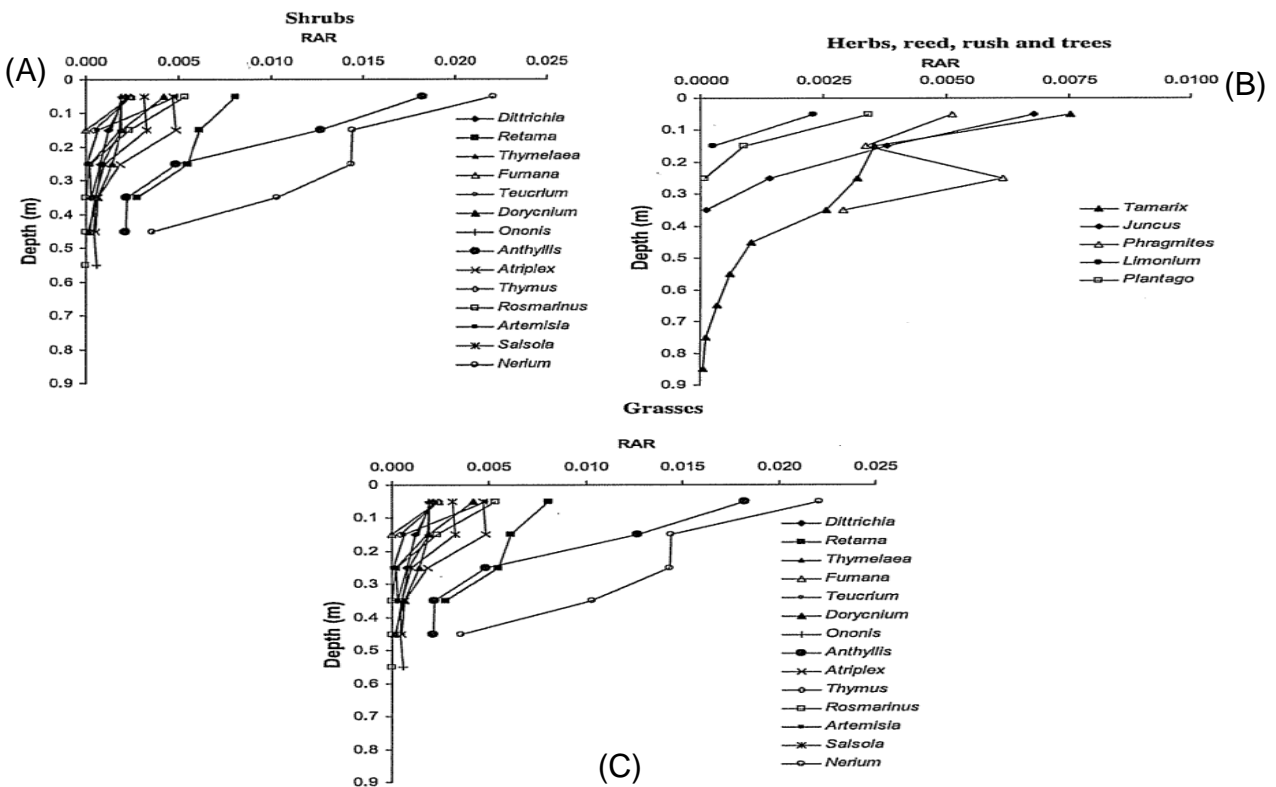 Shrubs
RAR
(A)
0.000 0.005 0.010 0.015 0.020 0.025
0
0.1
0.2
0.3
0.4
0.5
0.6
0.7
0.8
0.9
Depth (m)
Dittrichia
Retama
Thymelaea
Fumana
Teucrium
Dorycnium
Ononis
Anthyllis
Atriplex
Thymus
Rosmarinus
Artemisia
Salsola
Nerium
Herbs, reed, rush and trees
RAR
(B)
0.0000 0.0025 0.0050 0.0075 0.0100
0
0.1
0.2
0.3
0.4
0.5
0.6
0.7
0.8
0.9
Depth (m)
Tamarix
Juncus
Phragmites
Limonium
Plantago
Grasses
RAR
0.000 0.005 0.010 0.015 0.020 0.025
0
0.1
0.2
0.3
0.4
0.5
0.6
0.7
0.8
0.9
Depth (m)
Dittrichia
Retama
Thymelaea
Fumana
Teucrium
Dorycnium
Ononis
Anthyllis
Atriplex
Thymus
Rosmarinus
Artemisia
Salsola
Nerium
(C)